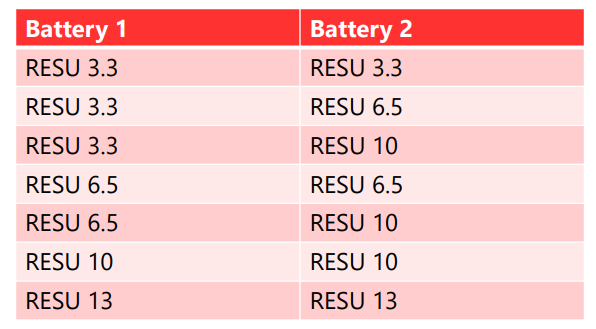 Battery 1 Battery 2
RESU 3.3 RESU 3.3
RESU 3.3 RESU 6.5
RESU 3.3 RESU 10
RESU 6.5 RESU 6.5
RESU 6.5 RESU 10
RESU 10 RESU 10
RESU 13 RESU 13